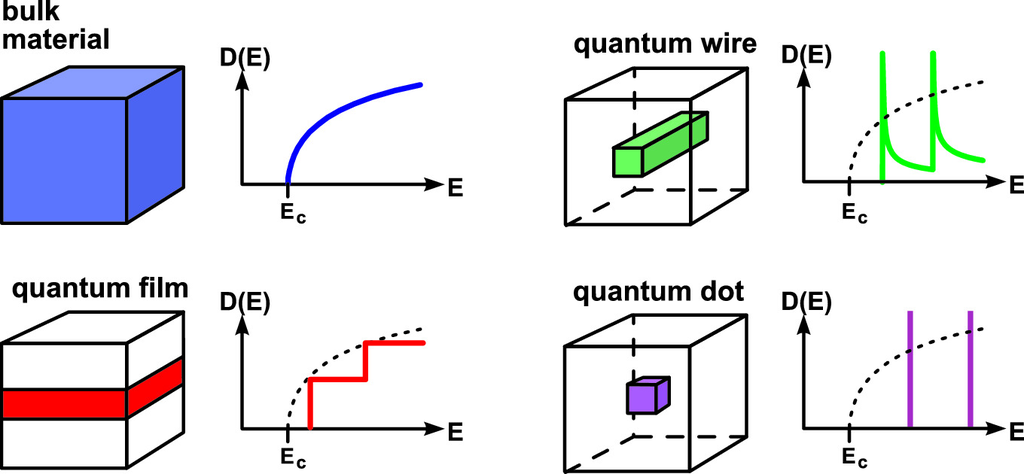 bulk
material
D(E)
E
Ec
quantum wire
D(E)
E
Ec
quantum film
D(E)
E
Ec
quantum dot
D(E)
E
Ec